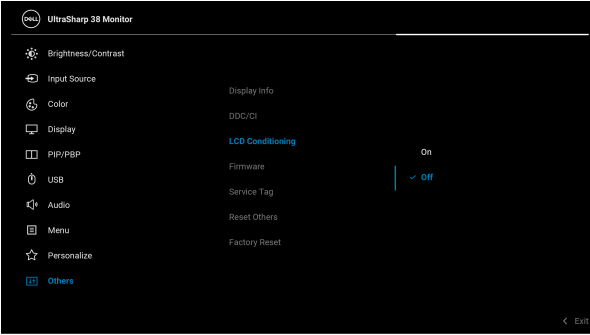 DELL
UltraSharp 38 Monitor
Brightness/Contrast
Input Source
Color
Display
PIP/PBP
USB
Audio
Menu
Personalize
Others
Display Info
DDC/CI
LCD Conditioning
Firmware
Service Tag
Reset Others
Factory Reset
On
Off
Exit